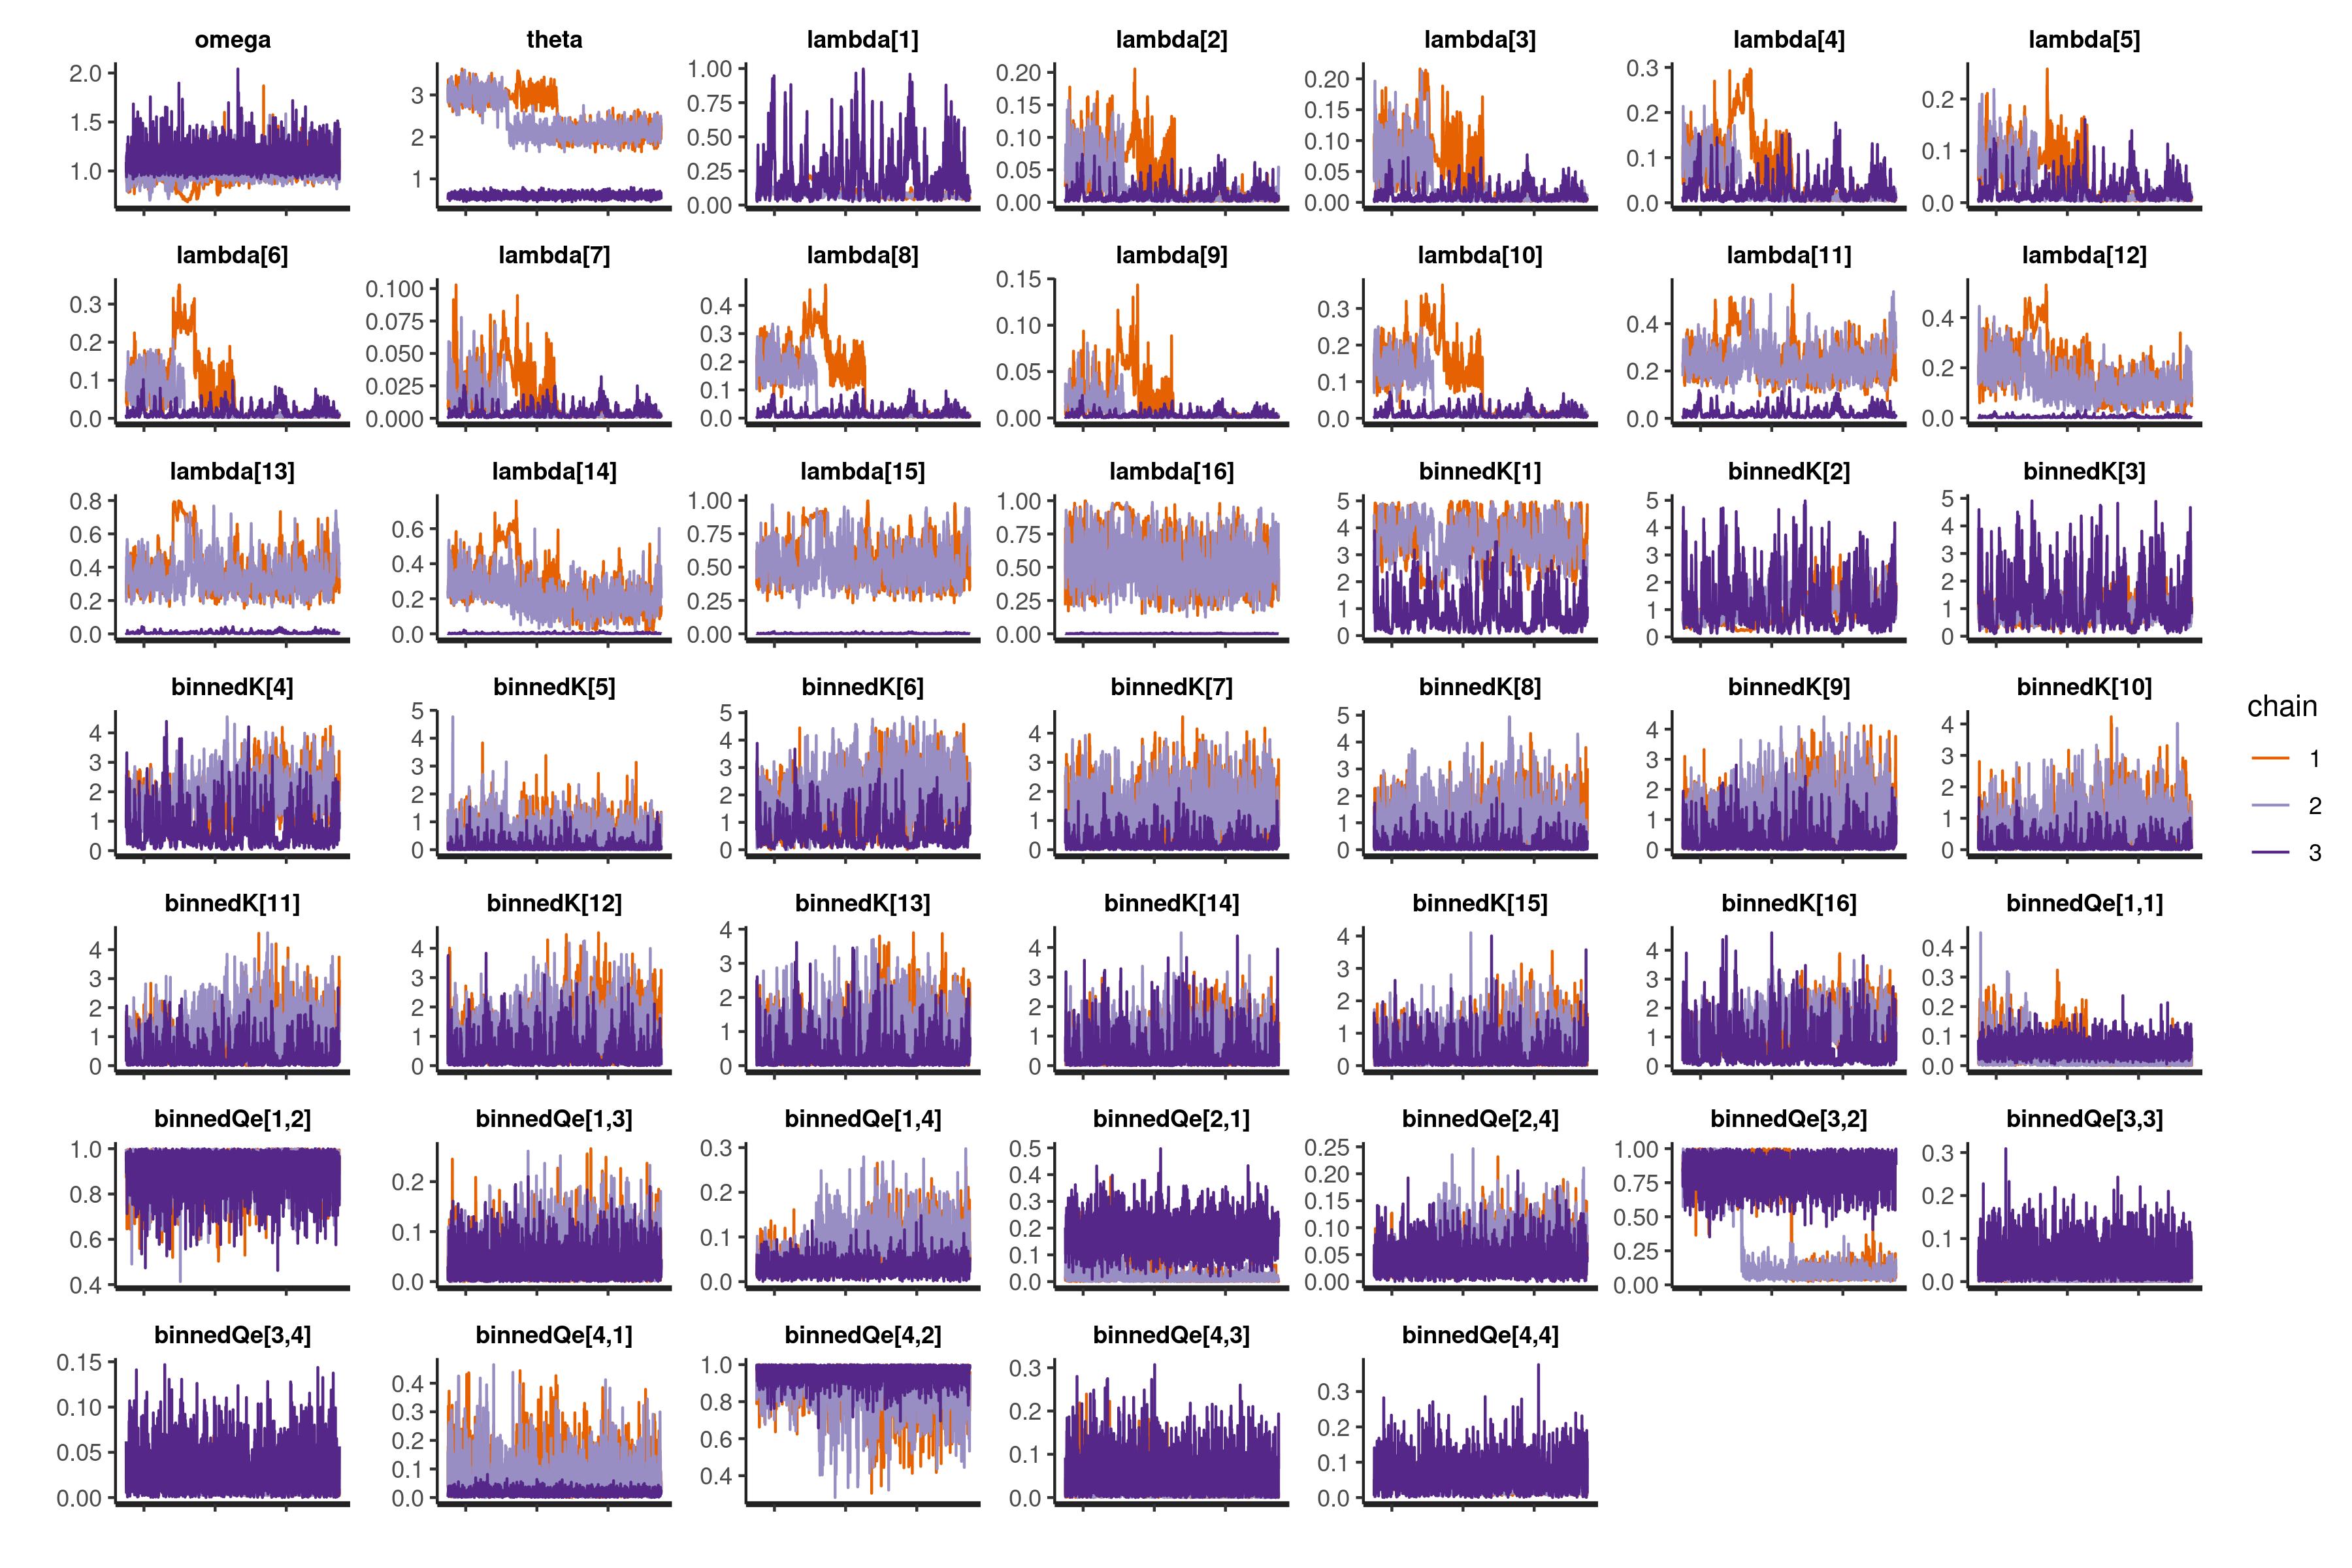 omega theta lambda[1] lambda[2] lambda[3] lambda[4] lambda[5]
2.0 1.5 1.0
3 2 1
1.00 0.75 0.50 0.25 0.00
0.20 0.15 0.10 0.05 0.00
0.20 0.15 0.10 0.05 0.00
0.3 0.2 0.1 0.0
0.2 0.1 0.0
lambda[6] lambda[7] lambda[8] lambda[9] lambda[10] lambda[11] lambda[12]
0.3 0.2 0.1 0.0
0.100 0.075 0.050 0.025 0.000
0.4 0.3 0.2 0.1 0.0
0.15 0.10 0.05 0.00
0.3 0.2 0.1 0.0
0.4 0.2 0.0
0.4 0.2 0.0
lambda[13] lambda[14] lambda[15] lambda[16] binnedK[1] binnedK[2] binnedK[3]
0.8 0.6 0.4 0.2 0.0
0.6 0.4 0.2 0.0
1.00 0.75 0.50 0.25 0.00
1.00 0.75 0.50 0.25 0.00
5 4 3 2 1 0
5 4 3 2 1 0
5 4 3 2 1 0
binnedK[4] binnedK[5] binnedK[6] binnedK[7] binnedK[8] binnedK[9] binnedK[10]
4 3 2 1 0
5 4 3 2 1 0
5 4 3 2 1 0
4 3 2 1 0
5 4 3 2 1 0
4 3 2 1 0
4 3 2 1 0
chain
1
2
3
binnedK[11] binnedK[12] binnedK[13] binnedK[14] binnedK[15] binnedK[16] binnedQe[1,1]
4 3 2 1 0
4 3 2 1 0
4 3 2 1 0
4 3 2 1 0
4 3 2 1 0
4 3 2 1 0
0.4 0.3 0.2 0.1 0.0
binnedQe[1,2] binnedQe[1,3] binnedQe[1,4] binnedQe[2,1] binnedQe[2,4] binnedQe[3,2] binnedQe[3,3]
1.0 0.8 0.6 0.4
0.2 0.1 0.0
0.3 0.2 0.1 0.0
0.5 0.4 0.3 0.2 0.1 0.0
0.25 0.20 0.15 0.10 0.05 0.00
1.00 0.75 0.50 0.25 0.00
0.3 0.2 0.1 0.0
binnedQe[3,4] binnedQe[4,1] binnedQe[4,2] binnedQe[4,3] binnedQe[4,4]
0.15 0.10 0.05 0.00
0.4 0.3 0.2 0.1 0.0
1.0 0.8 0.6 0.4
0.3 0.2 0.1 0.0
0.3 0.2 0.1 0.0